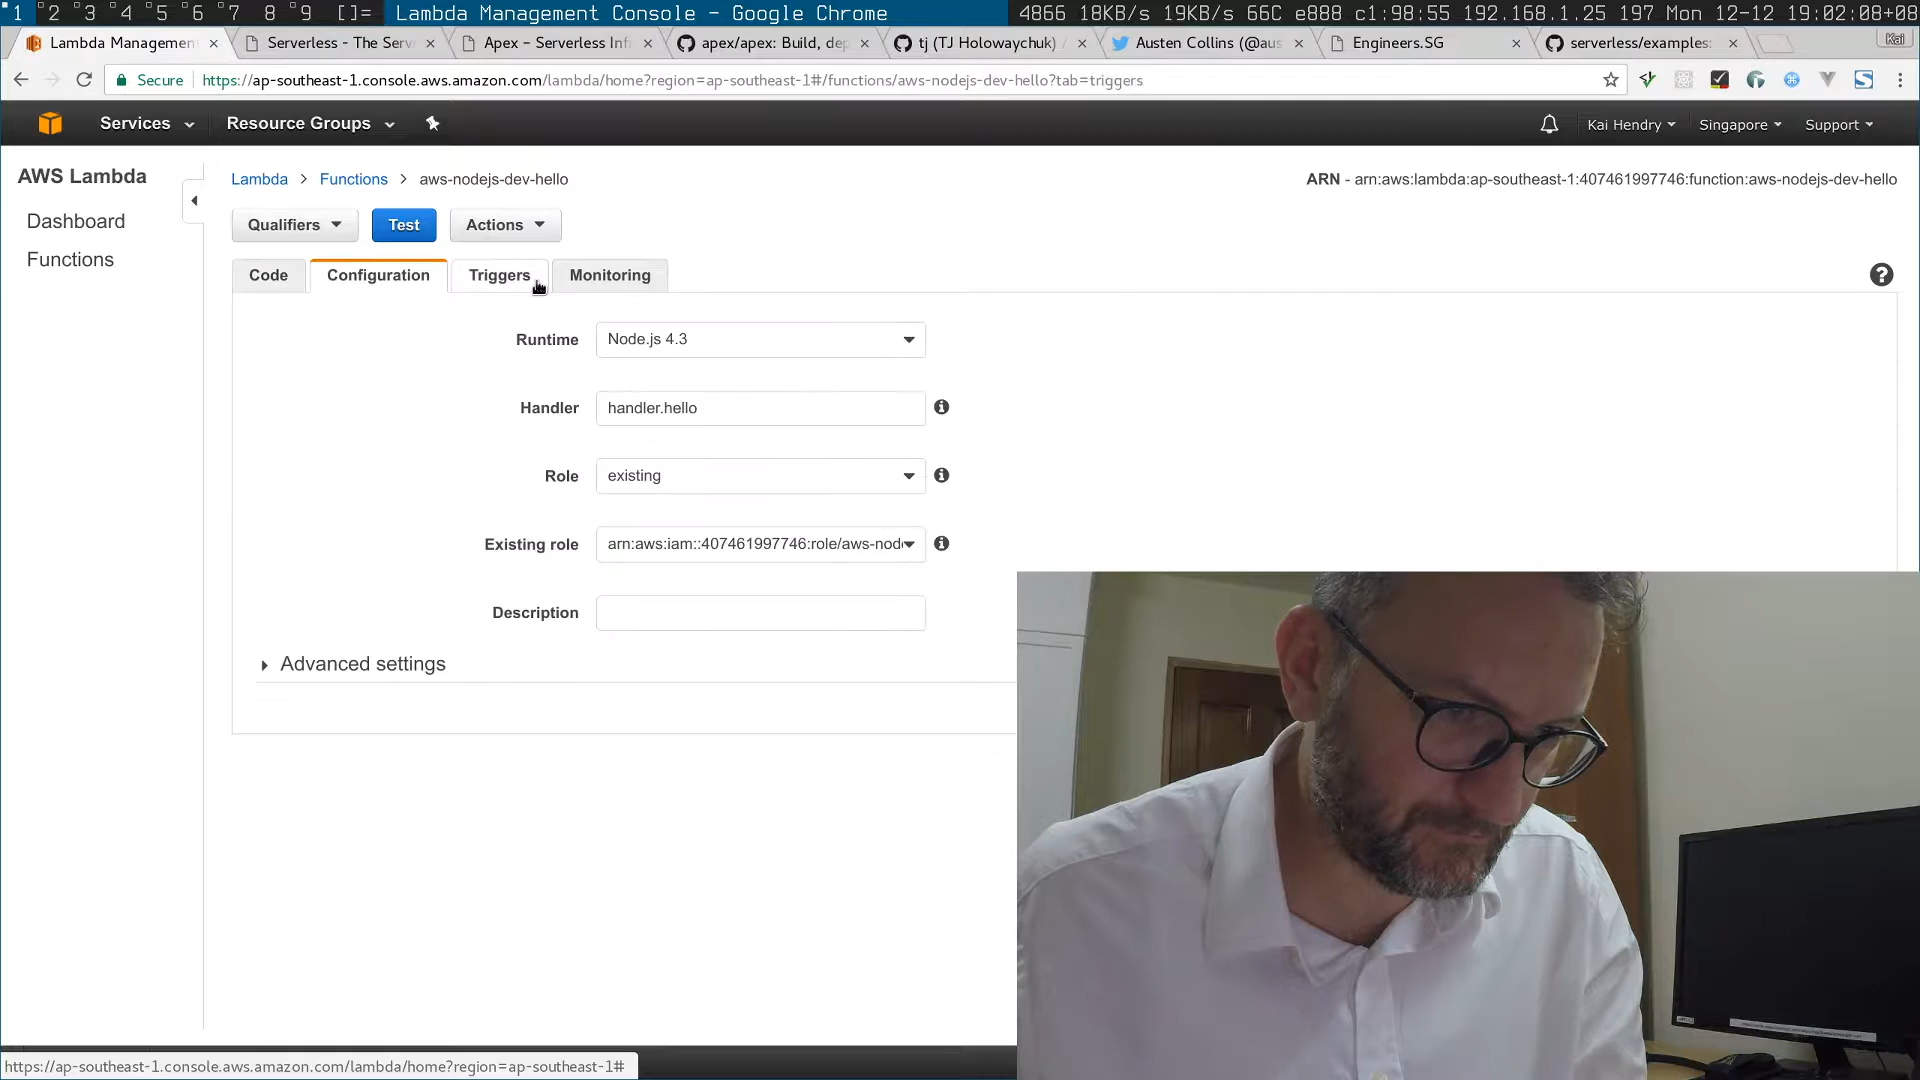 1 2 3 4 5 6 7 8 9 []= Lambda Management Console - Google Chrome 4866 18KB/s 19KB/s 66C e888 c1:98:55 192.168.1.25 197 Mon 12-12 19:02:08+08
Lambda Managemen Serverless - The Serv Apex – Serverless Inf apex/apex: Build, dep tj (TJ Holowaychuk) Austen Collins (@aus Engineers.SG serverless/examples: Kai
Secure https://ap-southeast-1.console.aws.amazon.com/lambda/home?region=ap-southeast-1#/functions/aws-nodejs-dev-hello?tab=triggers
Services Resource Groups Kai Hendry Singapore Support
AWS Lambda
Dashboard
Functions
Lambda > Functions > aws-nodejs-dev-hello
ARN - arn:aws:lambda:ap-southeast-1:407461997746:function:aws-nodejs-dev-hello
Qualifiers Test Actions
Code Configuration Triggers Monitoring
Runtime Node.js 4.3
Handler handler.hello
Role existing
Existing role arn:aws:iam::407461997746:role/aws-nod
Description
Advanced settings
https://ap-southeast-1.console.aws.amazon.com/lambda/home?region=ap-southeast-1#